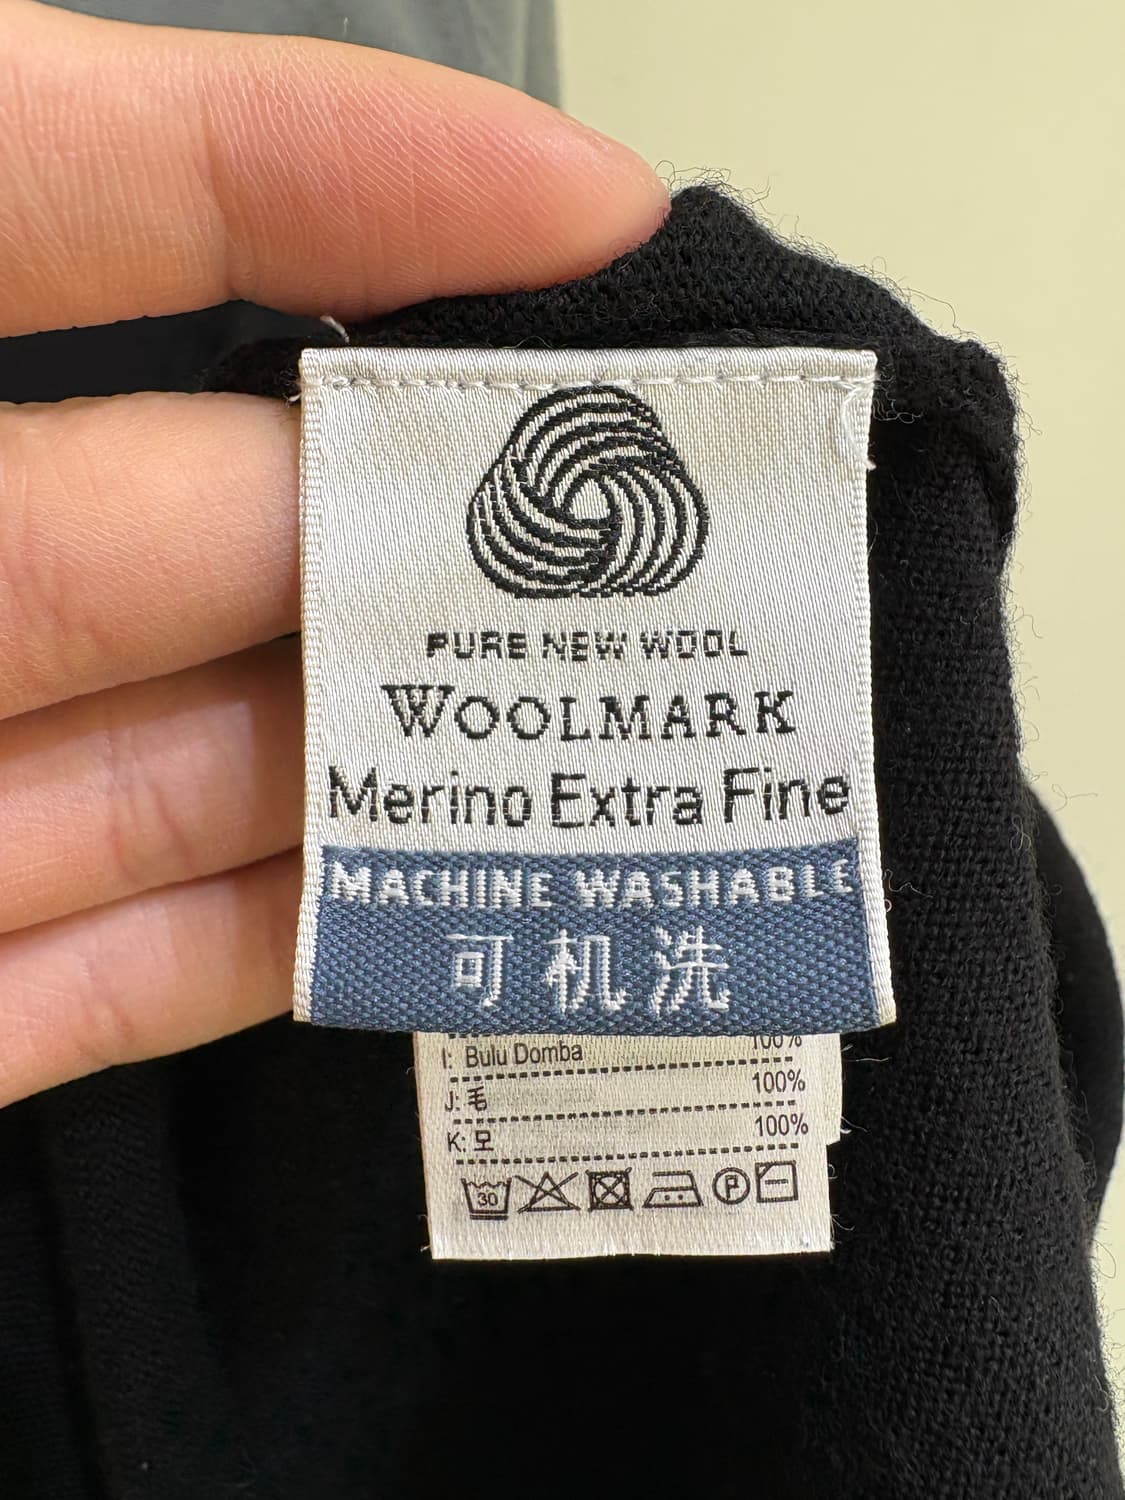 PURE NEW WOOL
WOOLMARK
Merino Extra Fine
MACHINE WASHABLE
可机洗
I: Bulu Domba 100%
J: 毛 100%
K: 모 100%
30 P